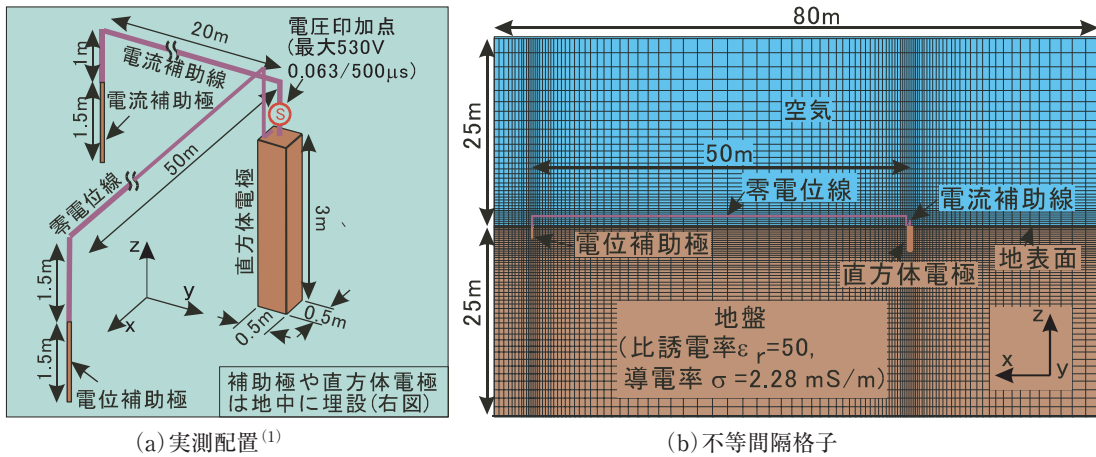 20m
電圧印加点
(最大530V
0.063/500μs)
1m
電流補助線
1.5m
電流補助極
S
50m
零電位線
直方体電極
3m
z
y
x
1.5m
0.5m
0.5m
1.5m
電位補助極
補助極や直方体電極
は地中に埋設(右図)
(a) 実測配置(1)
80m
25m
空気
50m
零電位線
電流補助線
電位補助極
地表面
直方体電極
25m
地盤
(比誘電率ε r=50,
導電率 σ =2.28 mS/m)
z
x
y
(b) 不等間隔格子